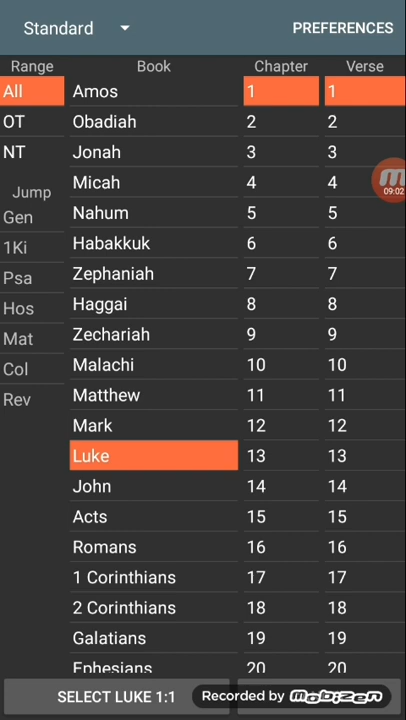 Standard PREFERENCES
Range Book Chapter Verse
All Amos 1 1
OT Obadiah 2 2
NT Jonah 3 3
Micah 4 4
09:02
Jump
Gen Nahum 5 5
1Ki Habakkuk 6 6
Psa Zephaniah 7 7
Hos Haggai 8 8
Mat Zechariah 9 9
Col Malachi 10 10
Rev Matthew 11 11
Mark 12 12
Luke 13 13
John 14 14
Acts 15 15
Romans 16 16
1 Corinthians 17 17
2 Corinthians 18 18
Galatians 19 19
Ephesians 20 20
SELECT LUKE 1:1 Recorded by mobizen